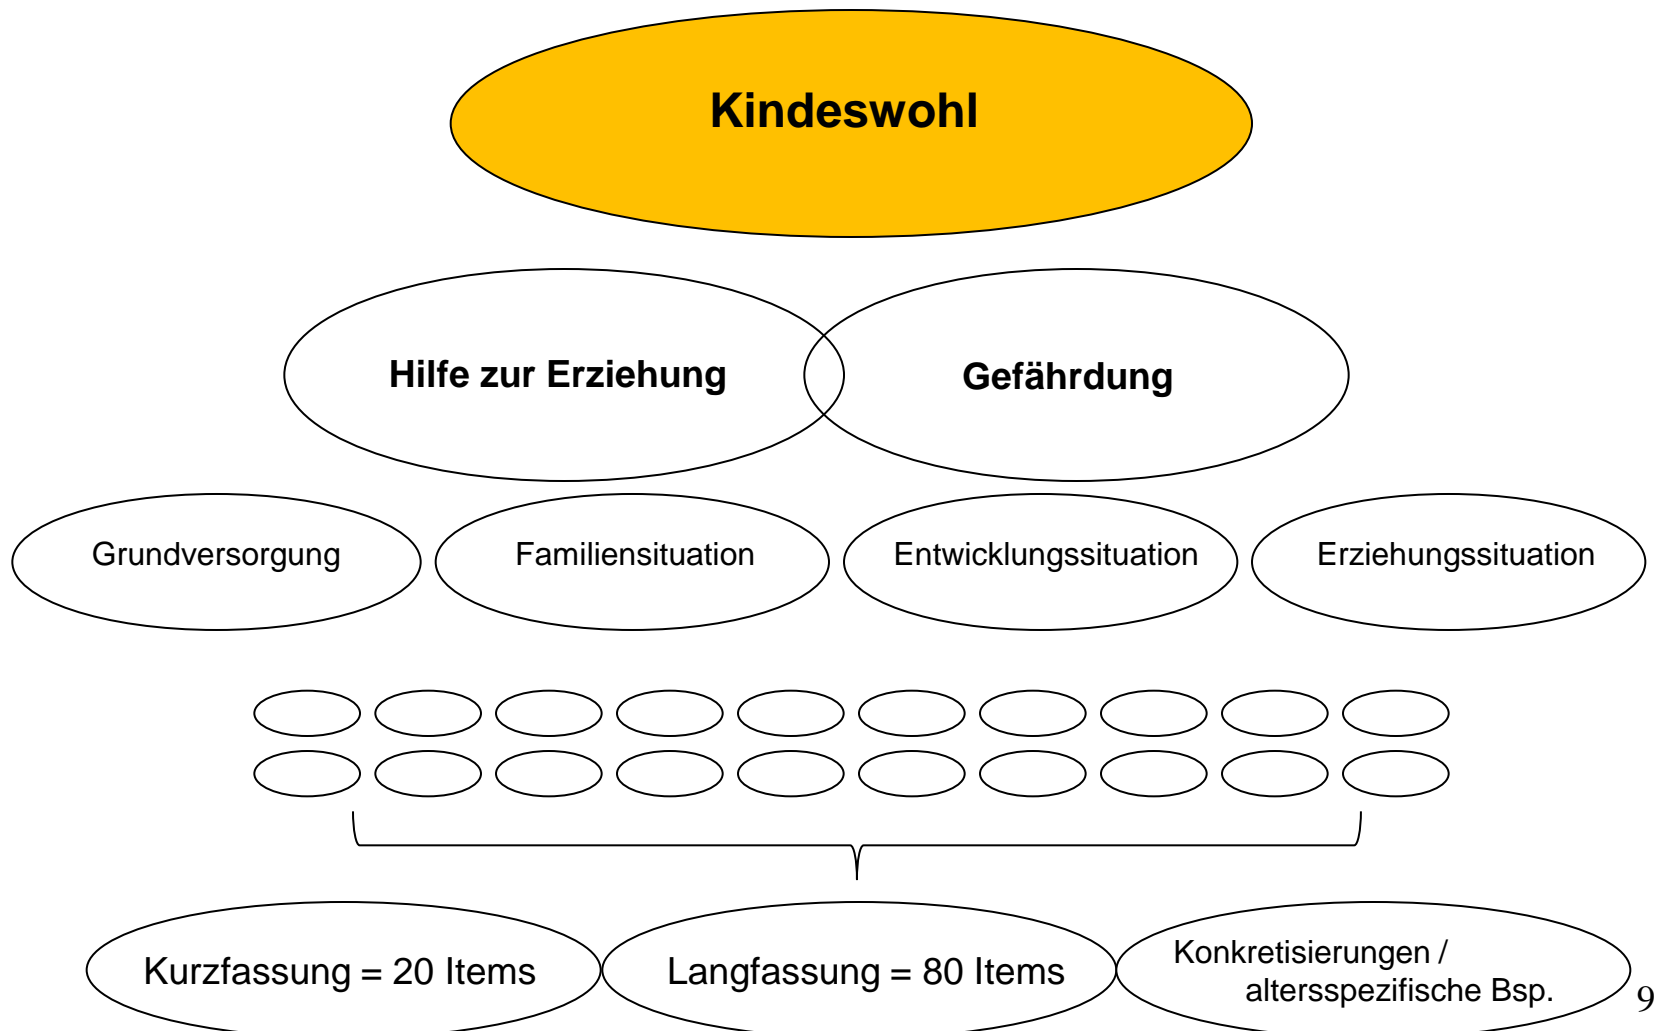 Kindeswohl
Hilfe zur Erziehung
Gefährdung
Grundversorgung
Familiensituation
Entwicklungssituation
Erziehungssituation
Kurzfassung = 20 Items
Langfassung = 80 Items
Konkretisierungen /
altersspezifische Bsp.
9